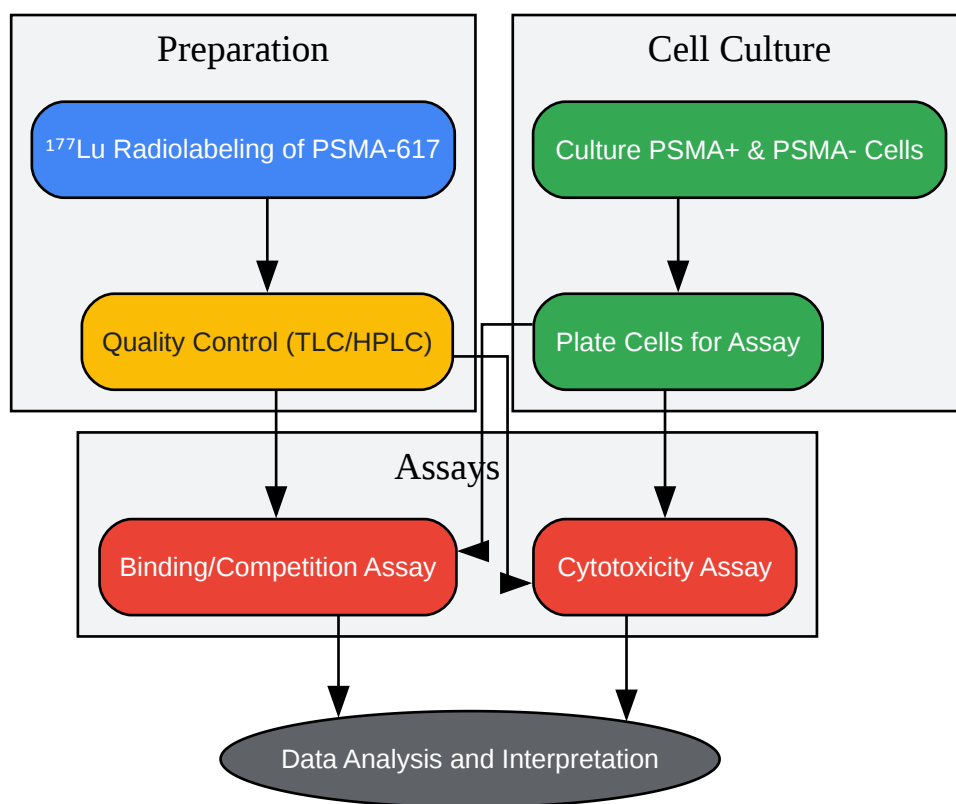 Preparation
Cell Culture
¹⁷⁷Lu Radiolabeling of PSMA-617
Culture PSMA+ & PSMA- Cells
Quality Control (TLC/HPLC)
Plate Cells for Assay
Assays
Binding/Competition Assay
Cytotoxicity Assay
Data Analysis and Interpretation